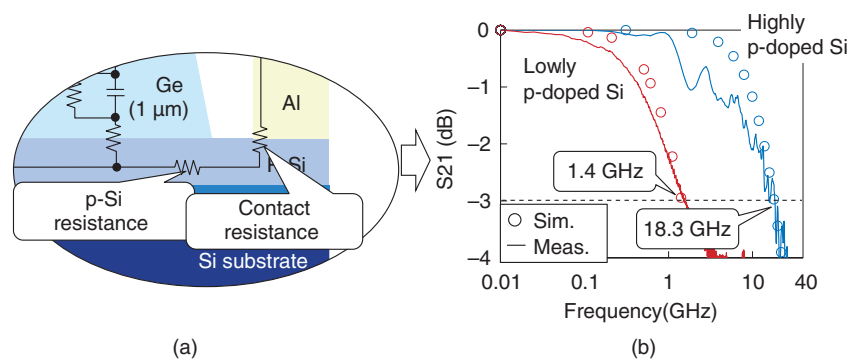 Ge
(1 μm)
Al
Si
p-Si
resistance
Contact
resistance
Si substrate
(a)
0
−1
−2
−3
−4
S21 (dB)
Highly
p-doped Si
Lowly
p-doped Si
1.4 GHz
18.3 GHz
Sim.
Meas.
0.01
0.1
1
10
40
Frequency(GHz)
(b)